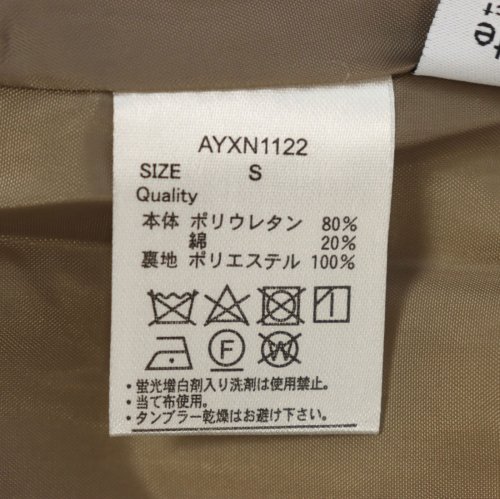 AYXN1122
SIZE S
Quality
本体 ポリウレタン 80%
綿 20%
裏地 ポリエステル 100%
F
W
・蛍光増白剤入り洗剤は使用禁止。
・当て布使用。
・タンブラー乾燥はお避け下さい。